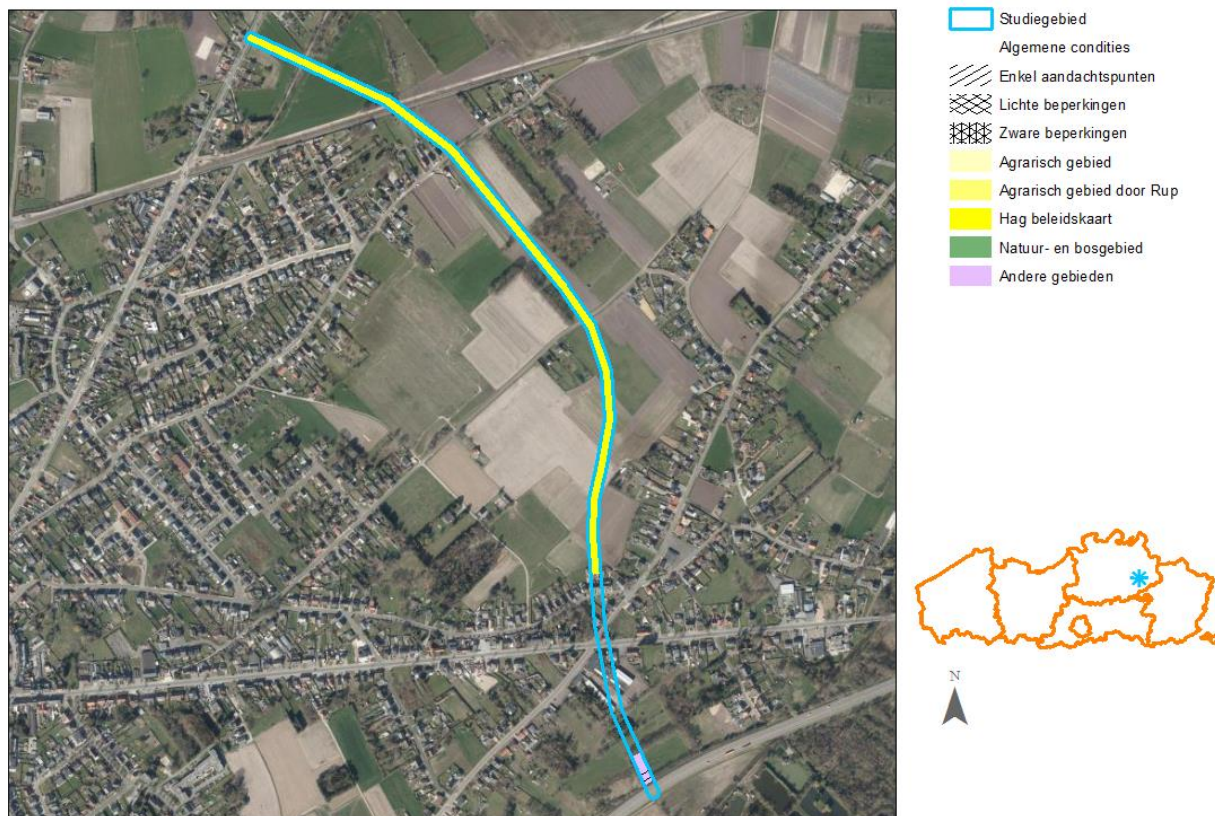 Studiegebied
Algemene condities
Enkel aandachtspunten
Lichte beperkingen
Zware beperkingen
Agrarisch gebied
Agrarisch gebied door Rup
Hag beleidskaart
Natuur- en bosgebied
Andere gebieden
N